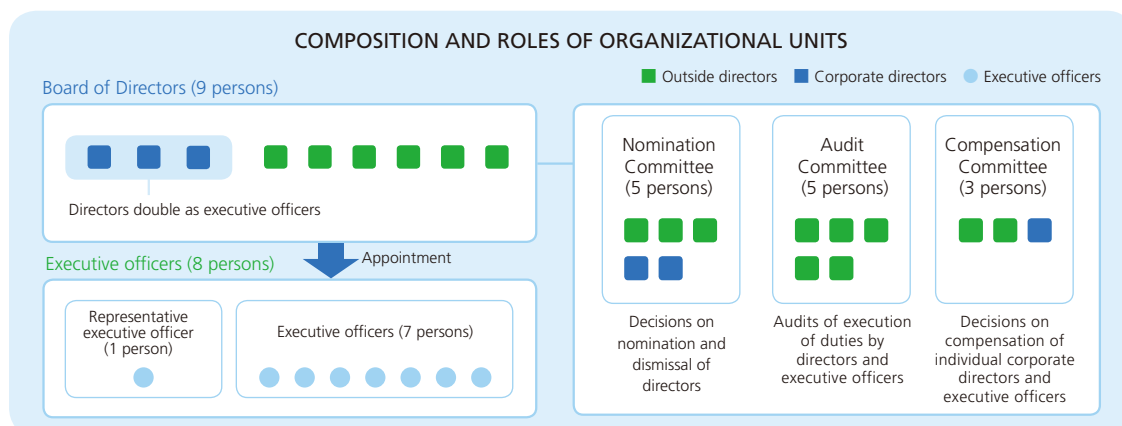 COMPOSITION AND ROLES OF ORGANIZATIONAL UNITS
Outside directors
Corporate directors
Executive officers
Board of Directors (9 persons)
Directors double as executive officers
Appointment
Executive officers (8 persons)
Representative
executive officer
(1 person)
Executive officers (7 persons)
Nomination
Committee
(5 persons)
Decisions on
nomination and
dismissal of
directors
Audit
Committee
(5 persons)
Audits of execution
of duties by
directors and
executive officers
Compensation
Committee
(3 persons)
Decisions on
compensation of
individual corporate
directors and
executive officers